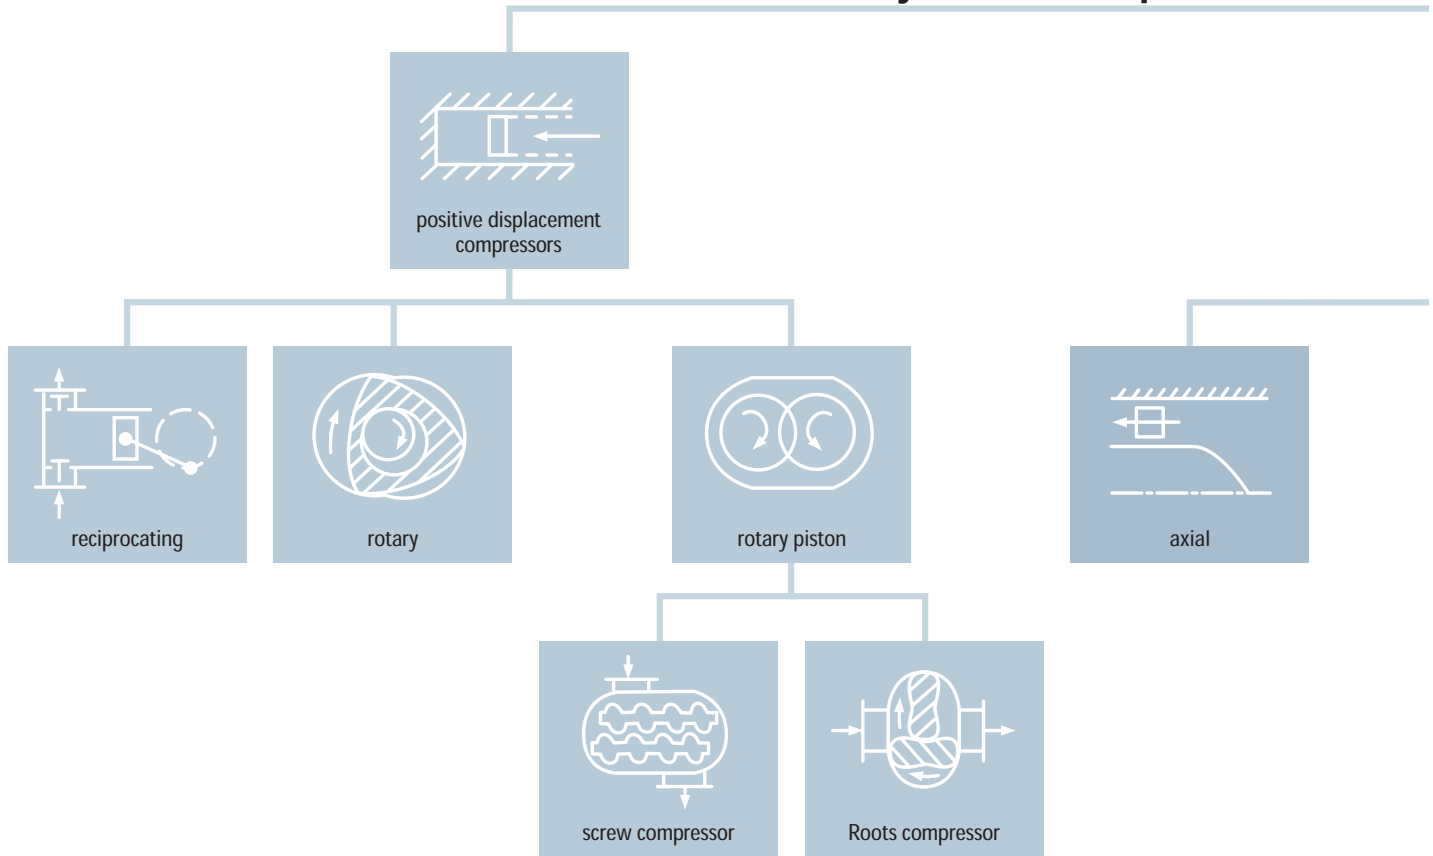 positive displacement
compressors
reciprocating
rotary
rotary piston
axial
screw compressor
Roots compressor